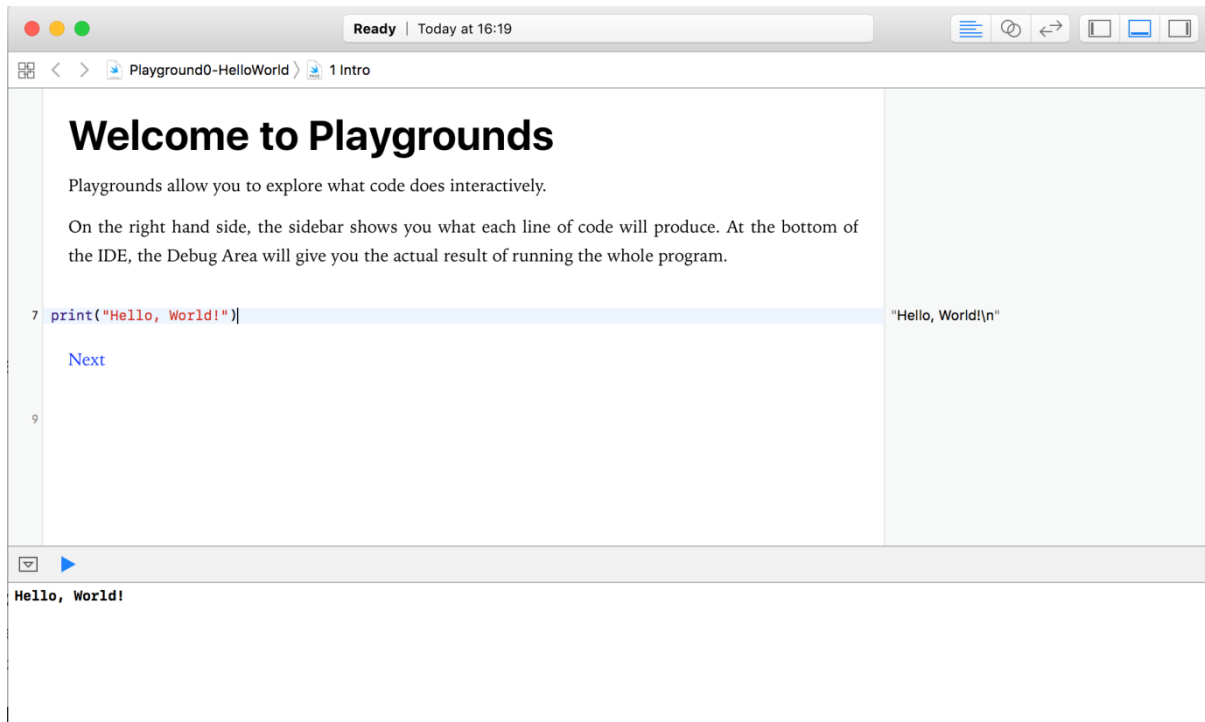 Ready | Today at 16:19
Playground0-HelloWorld 〉 1 Intro
Welcome to Playgrounds
Playgrounds allow you to explore what code does interactively.
On the right hand side, the sidebar shows you what each line of code will produce. At the bottom of
the IDE, the Debug Area will give you the actual result of running the whole program.
7 print("Hello, World!") "Hello, World!\n"
Next
9
Hello, World!